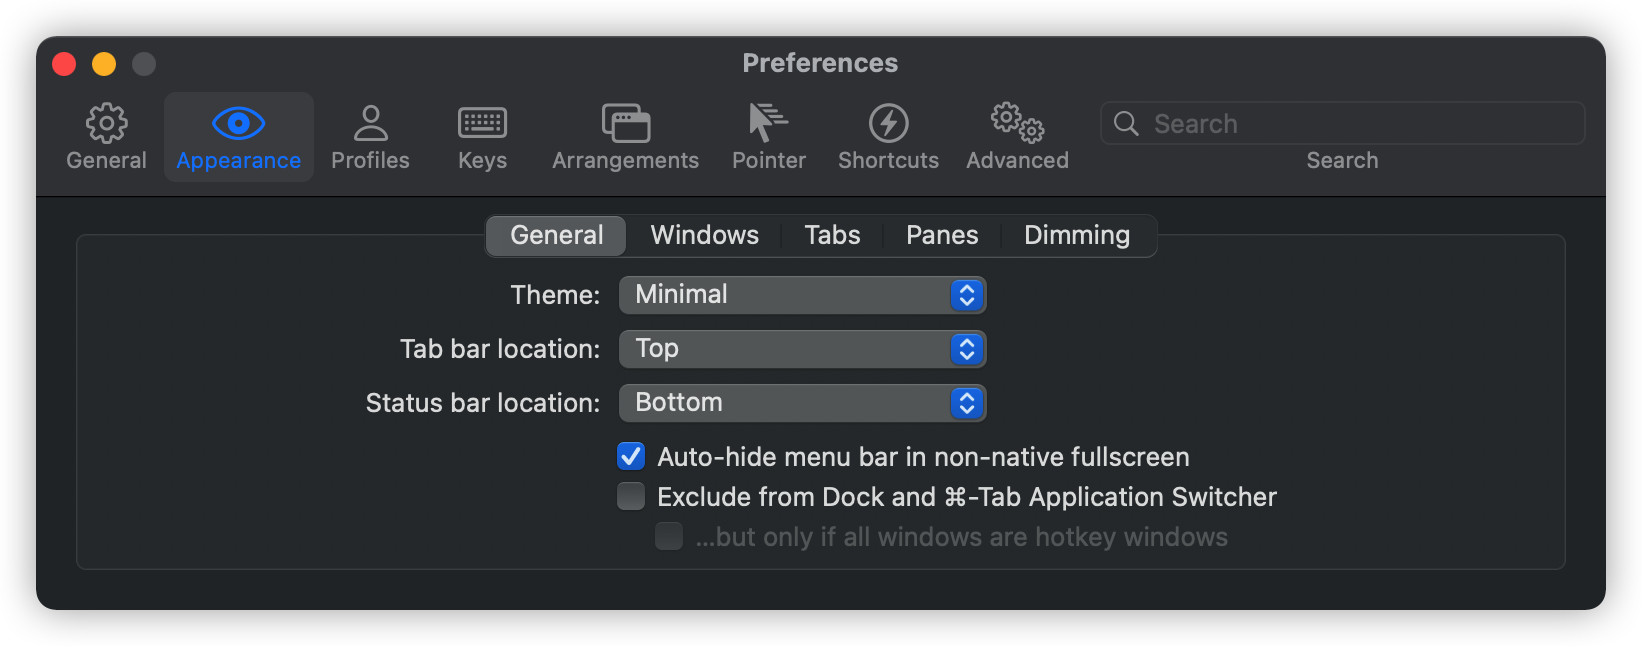 Preferences
General Appearance Profiles Keys Arrangements Pointer Shortcuts Advanced Search
Search
General Windows Tabs Panes Dimming
Theme: Minimal
Tab bar location: Top
Status bar location: Bottom
Auto-hide menu bar in non-native fullscreen
Exclude from Dock and ⌘-Tab Application Switcher
...but only if all windows are hotkey windows